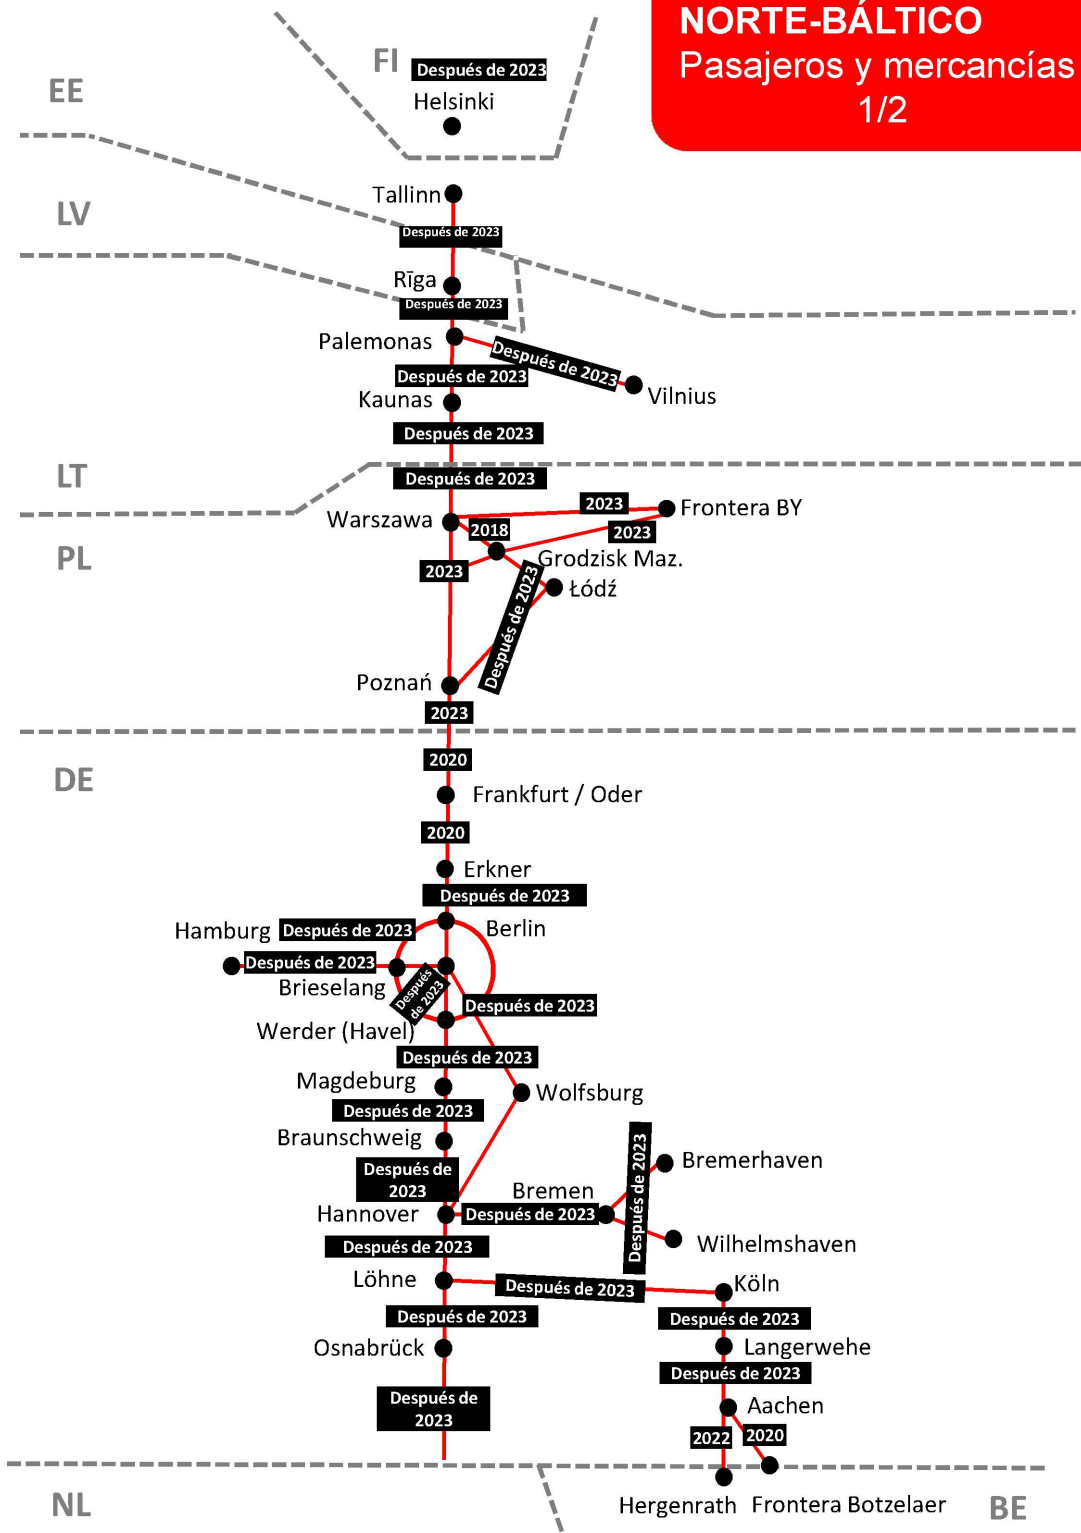 NORTE-BÁLTICO
Pasajeros y mercancías
1/2
FI
Después de 2023
Helsinki
EE
Tallinn
LV
Después de 2023
Rīga
Después de 2023
Palemonas
Después de 2023
Vilnius
Después de 2023
Kaunas
Después de 2023
LT
Después de 2023
Warszawa
2023
Frontera BY
2018
2023
PL
Grodzisk Maz.
2023
Łódź
Después de 2023
Poznań
2023
DE
2020
Frankfurt / Oder
2020
Erkner
Después de 2023
Hamburg
Después de 2023
Berlin
Después de 2023
Brieselang
Después
de 2023
Después de 2023
Werder (Havel)
Después de 2023
Magdeburg
Wolfsburg
Después de 2023
Braunschweig
Después de
2023
Después de 2023
Bremerhaven
Bremen
Hannover
Después de 2023
Wilhelmshaven
Después de 2023
Löhne
Después de 2023
Köln
Después de 2023
Después de 2023
Osnabrück
Langerwehe
Después de 2023
Después de
2023
Aachen
2022
2020
NL
Hergenrath
Frontera Botzelaer
BE